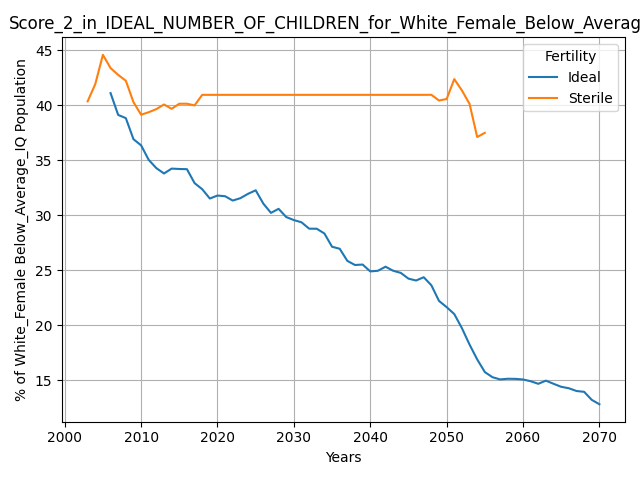 Score_2_in_IDEAL_NUMBER_OF_CHILDREN_for_White_Female_Below_Averag
% of White_Female Below_Average_IQ Population
45
40
35
30
25
20
15
Fertility
Ideal
Sterile
2000 2010 2020 2030 2040 2050 2060 2070
Years